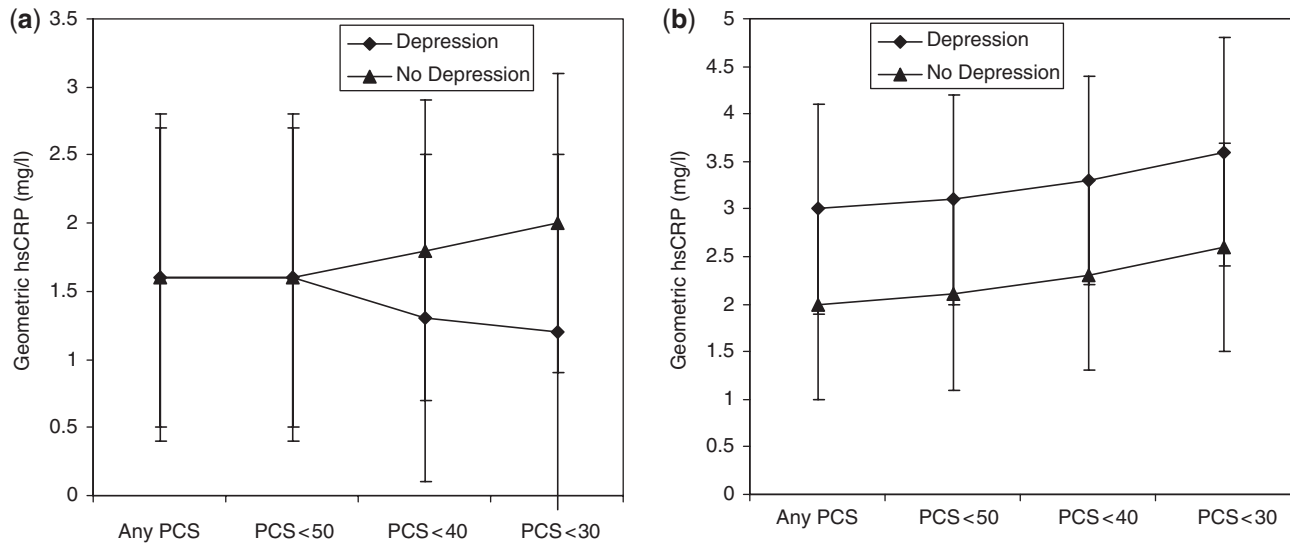 (a)
3.5
3
2.5
2
1.5
1
0.5
0
Geometric hsCRP (mg/l)
Depression
No Depression
Any PCS PCS<50 PCS<40 PCS<30
(b)
5
4.5
4
3.5
3
2.5
2
1.5
1
0.5
0
Geometric hsCRP (mg/l)
Depression
No Depression
Any PCS PCS<50 PCS<40 PCS<30